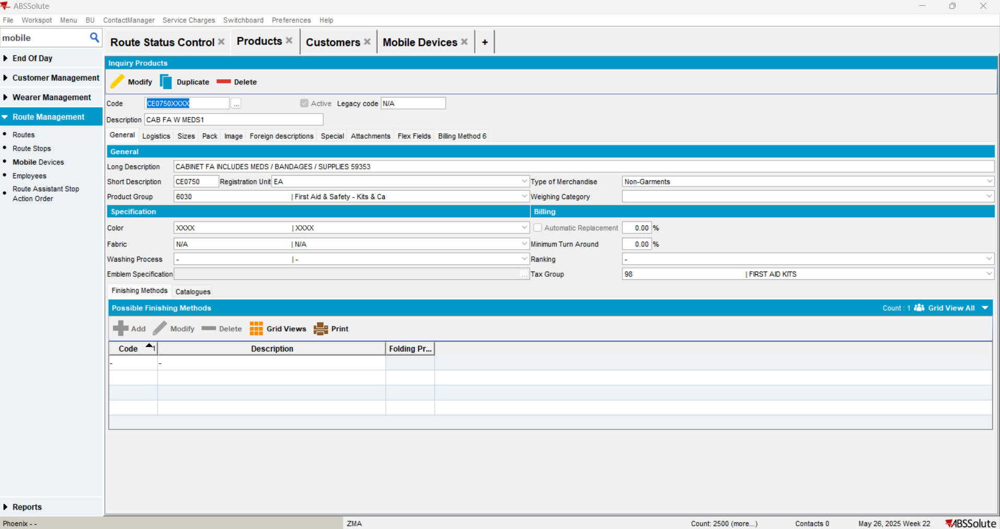 ABSSolute
File Workspot Menu BU ContactManager Service Charges Switchboard Preferences Help
mobile
Route Status Control Products Customers Mobile Devices +
End Of Day
Customer Management
Wearer Management
Route Management
Routes
Route Stops
Mobile Devices
Employees
Route Assistant Stop
Action Order
Reports
Inquiry Products
Modify Duplicate Delete
Code CE0750XXXX ... Active Legacy code N/A
Description CAB FA W MEDS1
General Logistics Sizes Pack Image Foreign descriptions Special Attachments Flex Fields Billing Method 6
General
Long Description CABINET FA INCLUDES MEDS / BANDAGES / SUPPLIES 59353
Short Description CE0750 Registration Unit EA Type of Merchandise Non-Garments
Product Group 6030 | First Aid & Safety - Kits & Ca Weighing Category
Specification Billing
Color XXXX | XXXX Automatic Replacement 0.00 %
Fabric N/A | N/A Minimum Turn Around 0.00 %
Washing Process - | - Ranking -
Emblem Specification ... Tax Group 98 | FIRST AID KITS
Finishing Methods Catalogues
Possible Finishing Methods Count : 1 Grid View All
Add Modify Delete Grid Views Print
Code 1 Description Folding Pr...
- -
Phoenix - - ZMA Count: 2500 (more...) Contacts 0 May 26, 2025 Week 22 ABSSolute